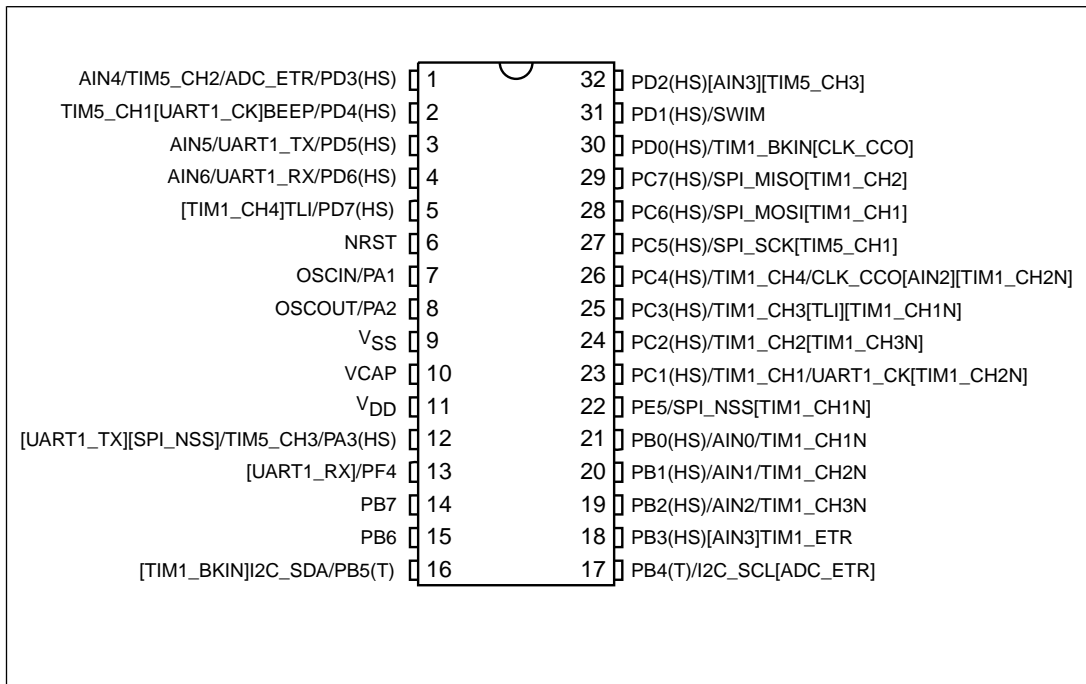 AIN4/TIM5_CH2/ADC_ETR/PD3(HS) 1 32 PD2(HS)[AIN3][TIM5_CH3]
TIM5_CH1[UART1_CK]BEEP/PD4(HS) 2 31 PD1(HS)/SWIM
AIN5/UART1_TX/PD5(HS) 3 30 PD0(HS)/TIM1_BKIN[CLK_CCO]
AIN6/UART1_RX/PD6(HS) 4 29 PC7(HS)/SPI_MISO[TIM1_CH2]
[TIM1_CH4]TLI/PD7(HS) 5 28 PC6(HS)/SPI_MOSI[TIM1_CH1]
NRST 6 27 PC5(HS)/SPI_SCK[TIM5_CH1]
OSCIN/PA1 7 26 PC4(HS)/TIM1_CH4/CLK_CCO[AIN2][TIM1_CH2N]
OSCOUT/PA2 8 25 PC3(HS)/TIM1_CH3[TLI][TIM1_CH1N]
VSS 9 24 PC2(HS)/TIM1_CH2[TIM1_CH3N]
VCAP 10 23 PC1(HS)/TIM1_CH1/UART1_CK[TIM1_CH2N]
VDD 11 22 PE5/SPI_NSS[TIM1_CH1N]
[UART1_TX][SPI_NSS]/TIM5_CH3/PA3(HS) 12 21 PB0(HS)/AIN0/TIM1_CH1N
[UART1_RX]/PF4 13 20 PB1(HS)/AIN1/TIM1_CH2N
PB7 14 19 PB2(HS)/AIN2/TIM1_CH3N
PB6 15 18 PB3(HS)[AIN3]TIM1_ETR
[TIM1_BKIN]I2C_SDA/PB5(T) 16 17 PB4(T)/I2C_SCL[ADC_ETR]